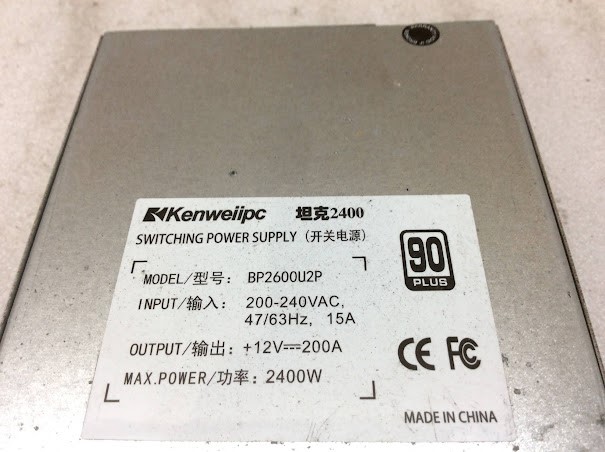 Kenweiipc 坦克2400
SWITCHING POWER SUPPLY (开关电源)
MODEL/型号: BP2600U2P
INPUT/输入: 200-240VAC,
47/63Hz, 15A
OUTPUT/输出: +12V⎓200A
MAX.POWER/功率: 2400W
90
PLUS
CE FC
MADE IN CHINA